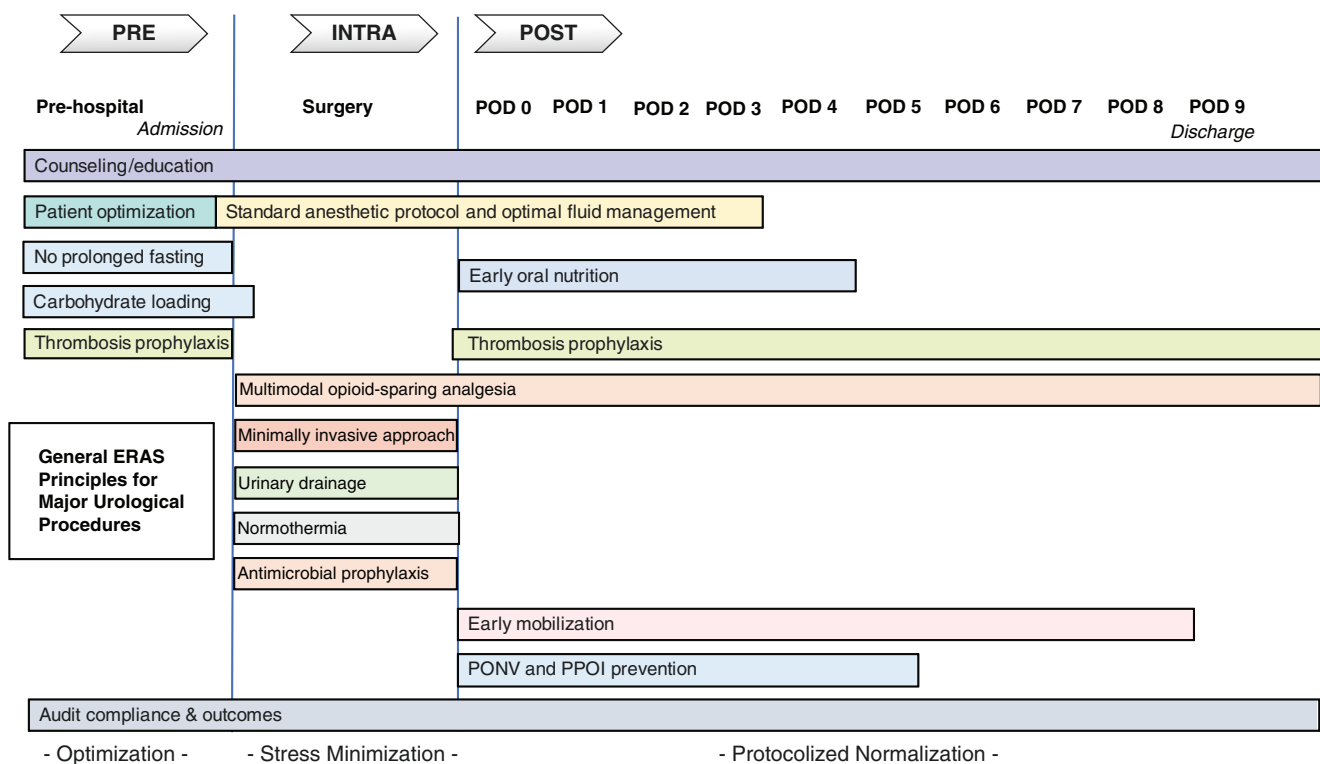 PRE
INTRA
POST
Pre-hospital
Admission
Surgery
POD 0
POD 1
POD 2
POD 3
POD 4
POD 5
POD 6
POD 7
POD 8
POD 9
Discharge
Counseling/education
Patient optimization
Standard anesthetic protocol and optimal fluid management
No prolonged fasting
Early oral nutrition
Carbohydrate loading
Thrombosis prophylaxis
Thrombosis prophylaxis
Multimodal opioid-sparing analgesia
Minimally invasive approach
General ERAS
Principles for
Major Urological
Procedures
Urinary drainage
Normothermia
Antimicrobial prophylaxis
Early mobilization
PONV and PPOI prevention
Audit compliance & outcomes
- Optimization -
- Stress Minimization -
- Protocolized Normalization -